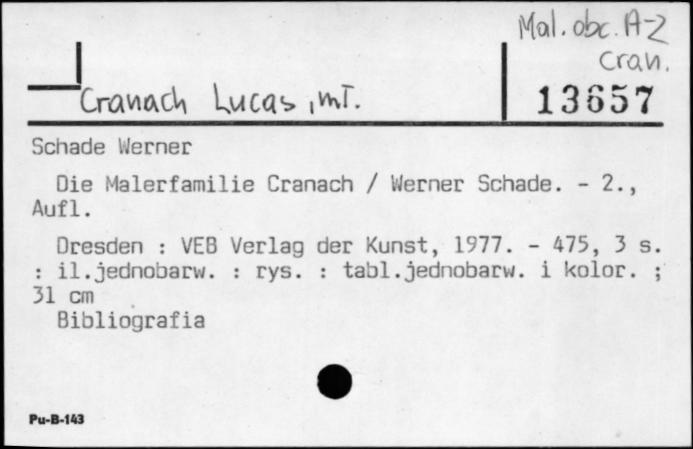 Mal. obc. A-Z
Cran.
Cranach Lucas, mł.
13657
Schade Werner
Die Malerfamilie Cranach / Werner Schade. - 2.,
Aufl.
Dresden : VEB Verlag der Kunst, 1977. - 475, 3 s.
: il.jednobarw. : rys. : tabl.jednobarw. i kolor. ;
31 cm
Bibliografia
Pu-B-143